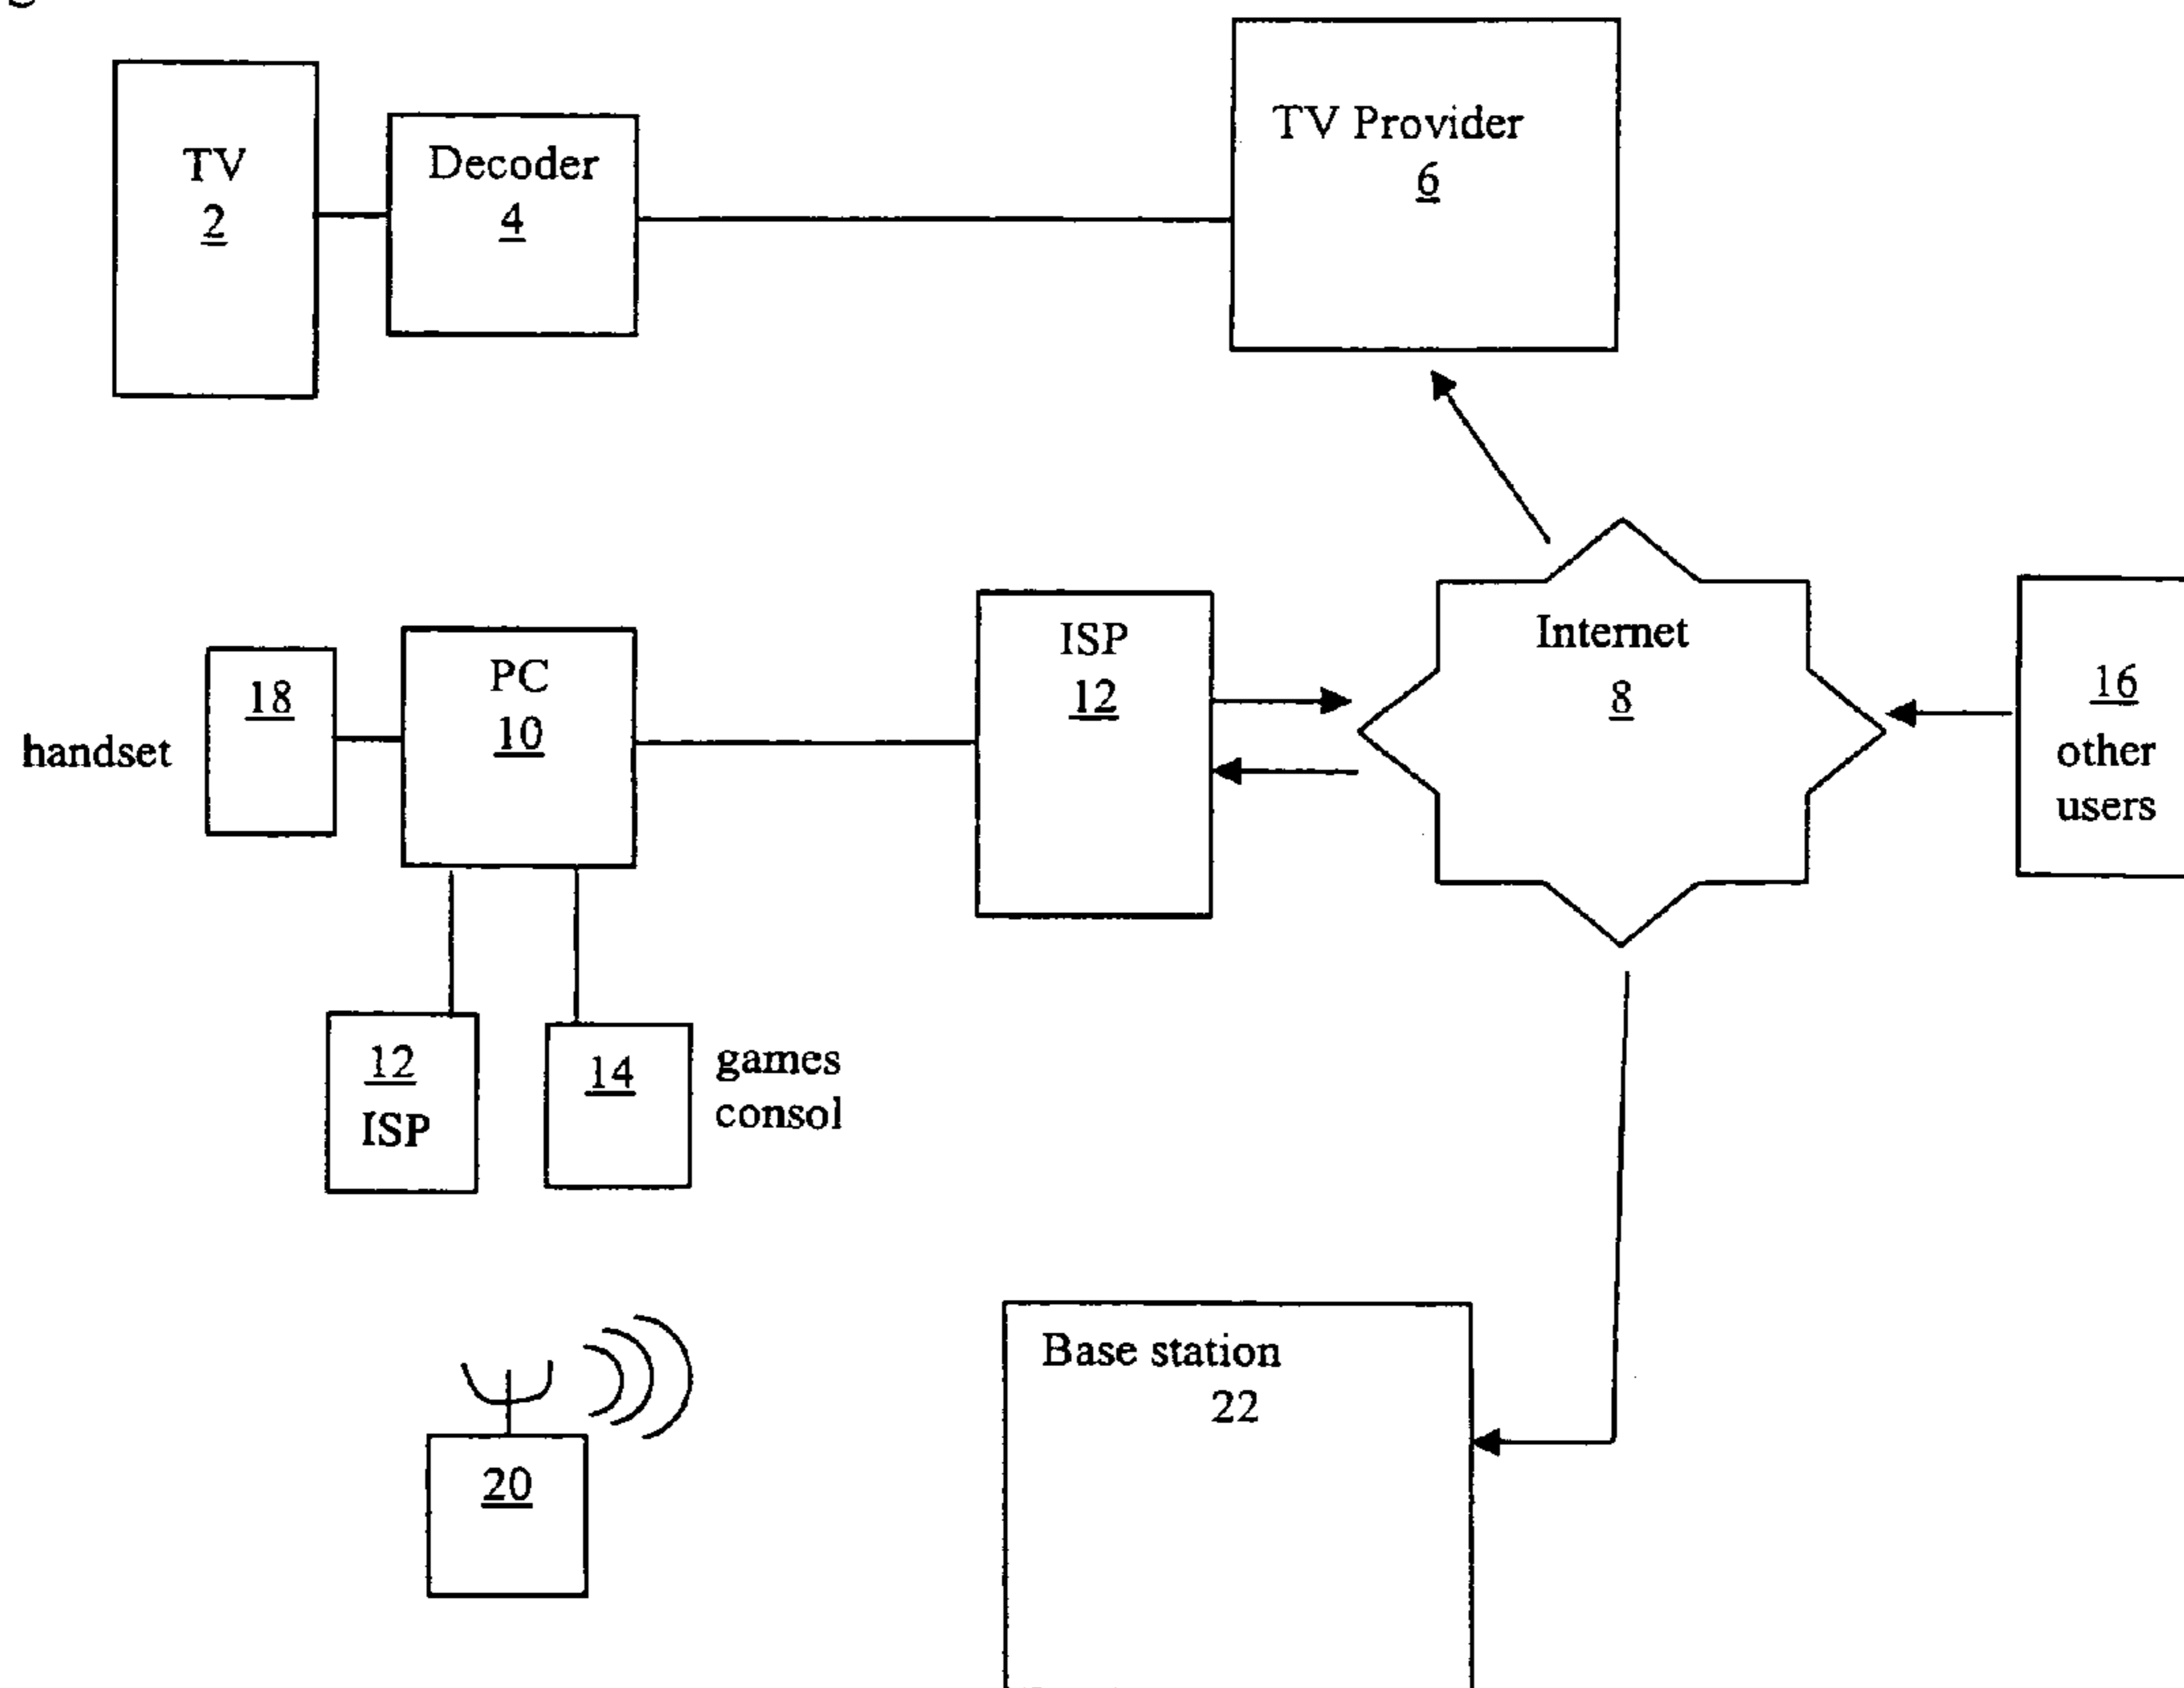 TV
2
Decoder
4
TV Provider
6
handset
18
PC
10
ISP
12
Internet
8
16
other
users
12
ISP
14
games
consol
20
Base station
22